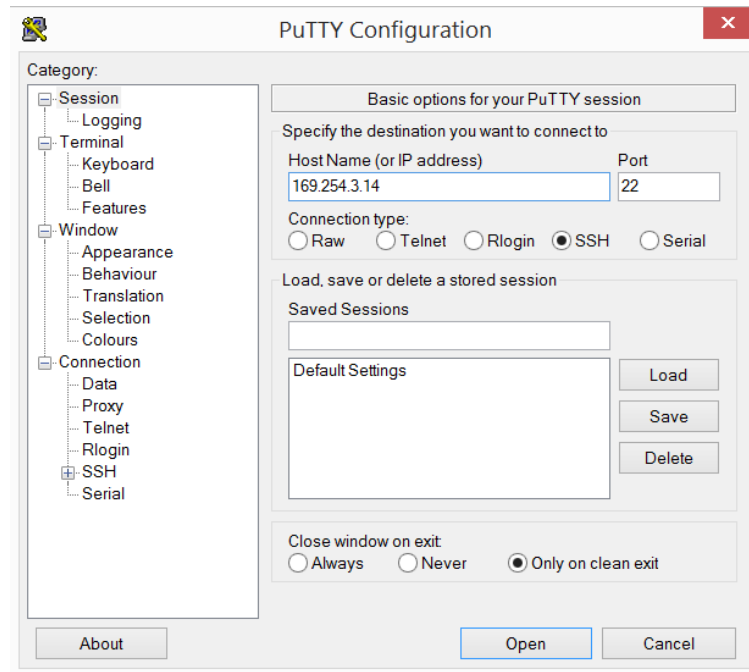 PuTTY Configuration
Category:
Session
Logging
Terminal
Keyboard
Bell
Features
Window
Appearance
Behaviour
Translation
Selection
Colours
Connection
Data
Proxy
Telnet
Rlogin
SSH
Serial
Basic options for your PuTTY session
Specify the destination you want to connect to
Host Name (or IP address) Port
169.254.3.14 22
Connection type:
Raw Telnet Rlogin SSH Serial
Load, save or delete a stored session
Saved Sessions
Default Settings
Load
Save
Delete
Close window on exit:
Always Never Only on clean exit
About Open Cancel